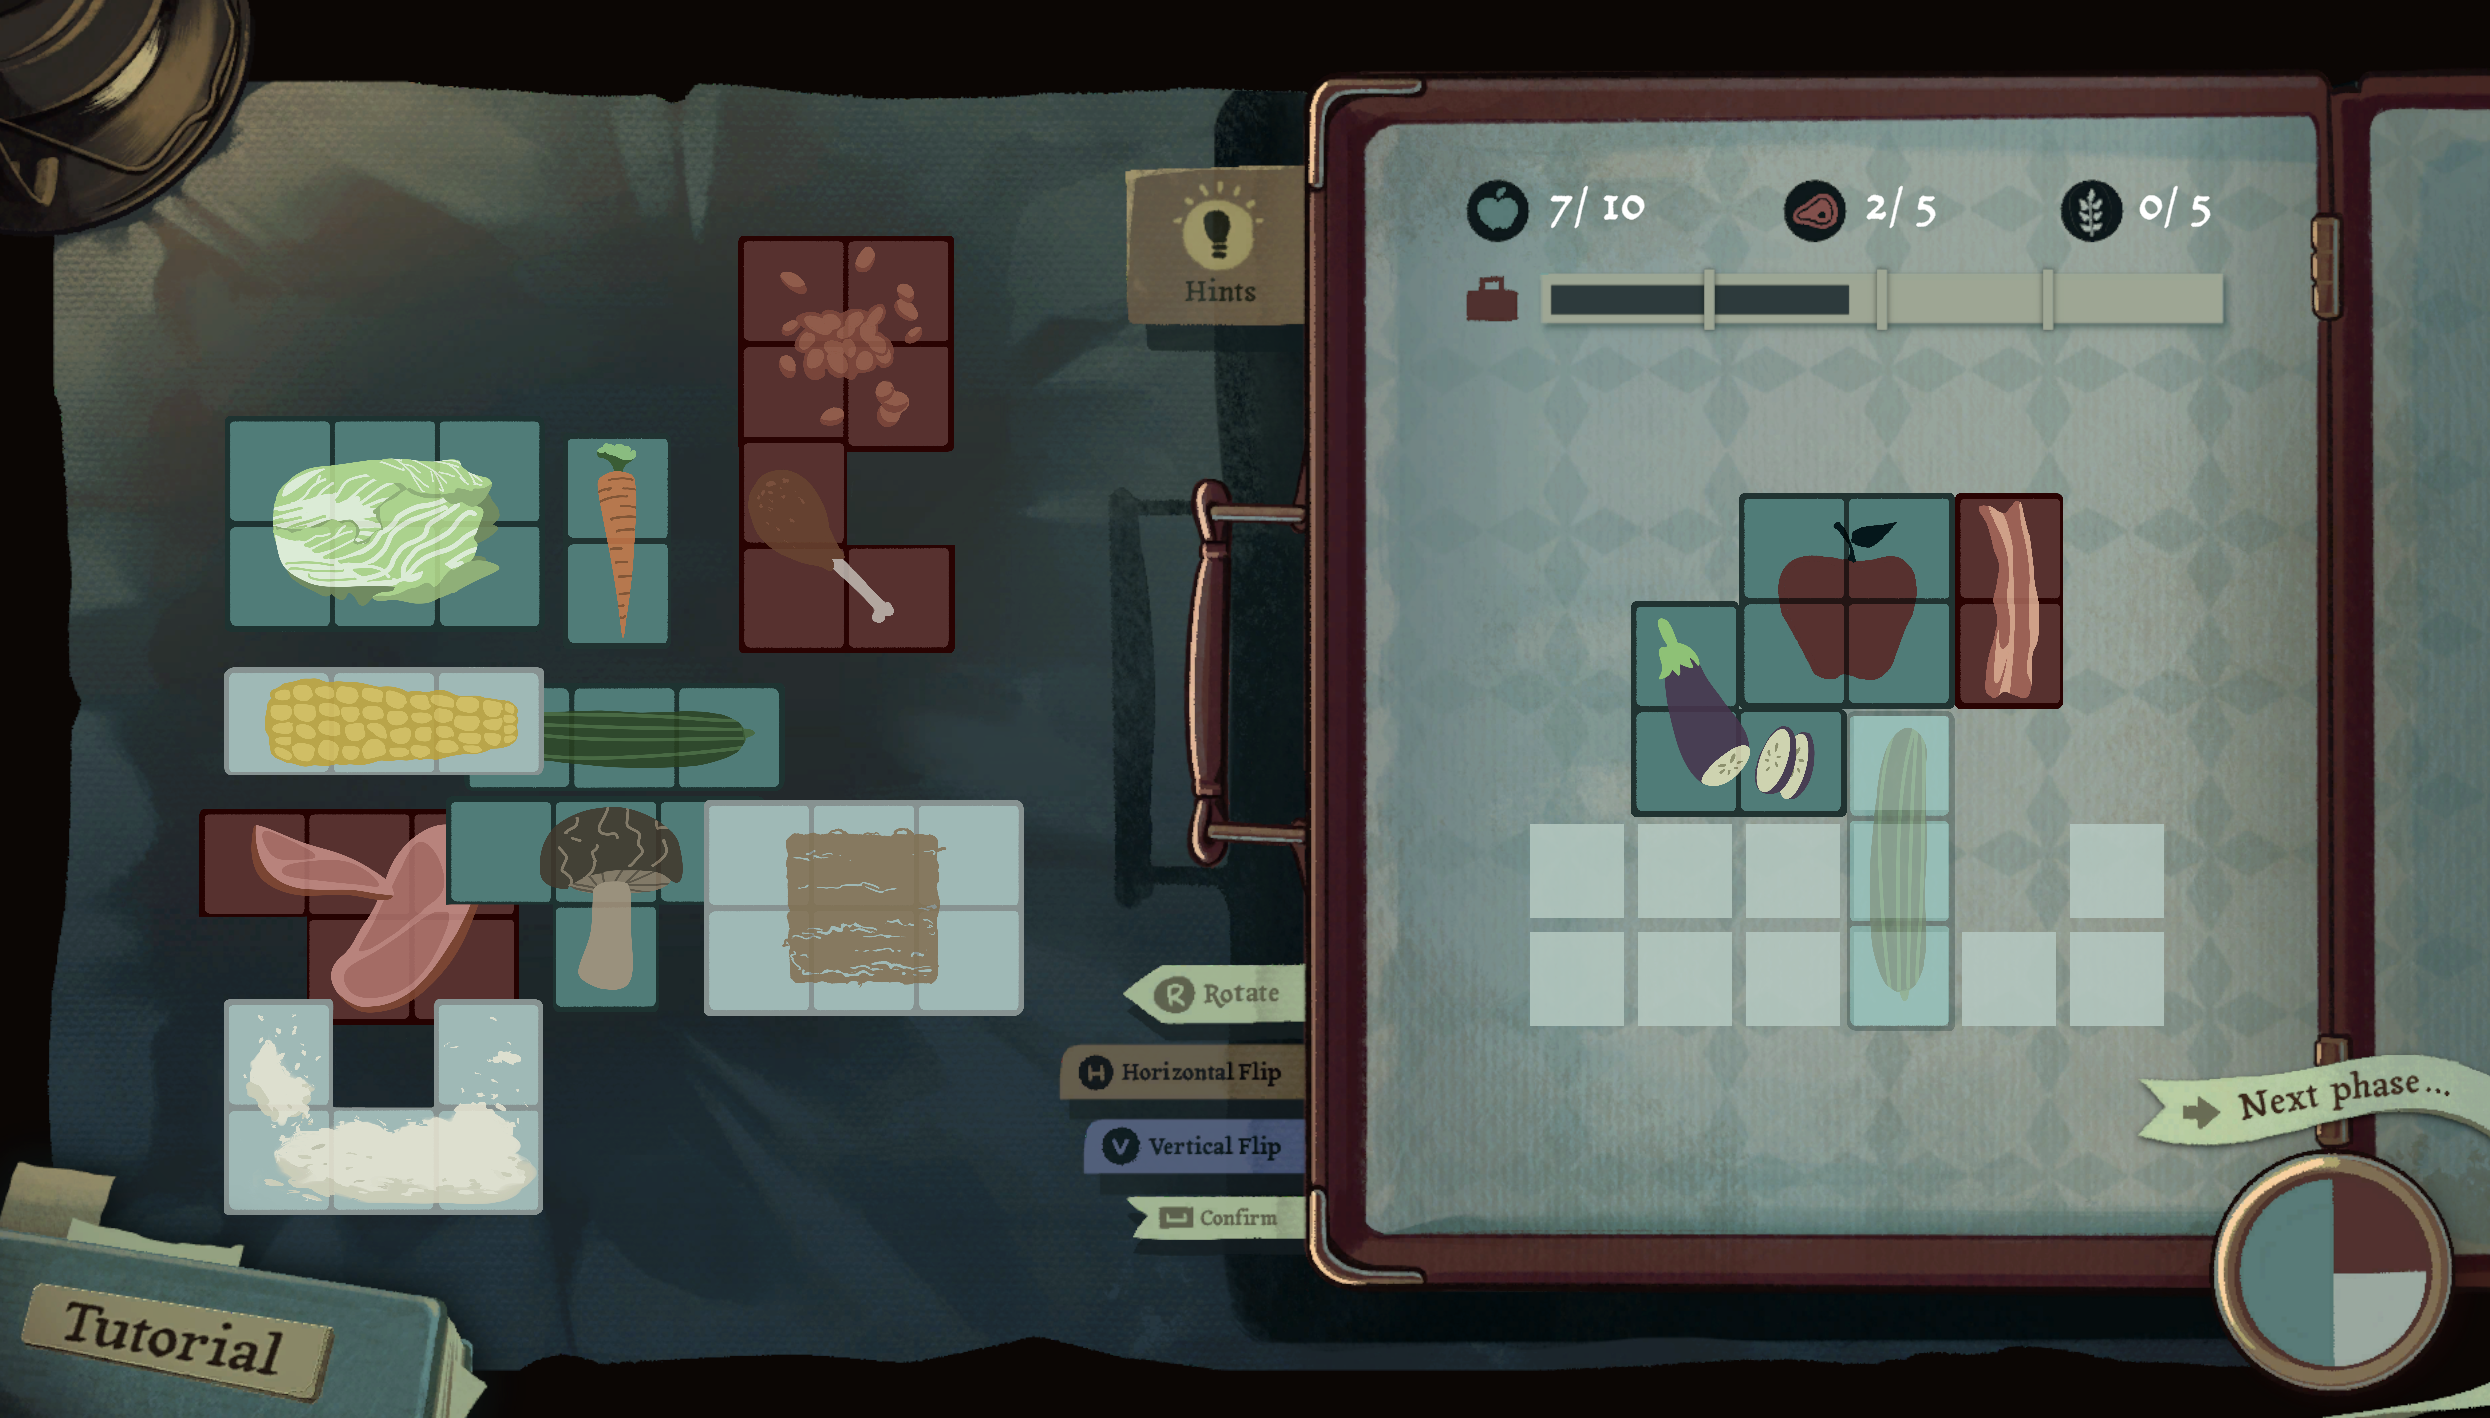 7/10
2/5
0/5
Hints
R Rotate
H Horizontal Flip
V Vertical Flip
Confirm
Next phase...
Tutorial